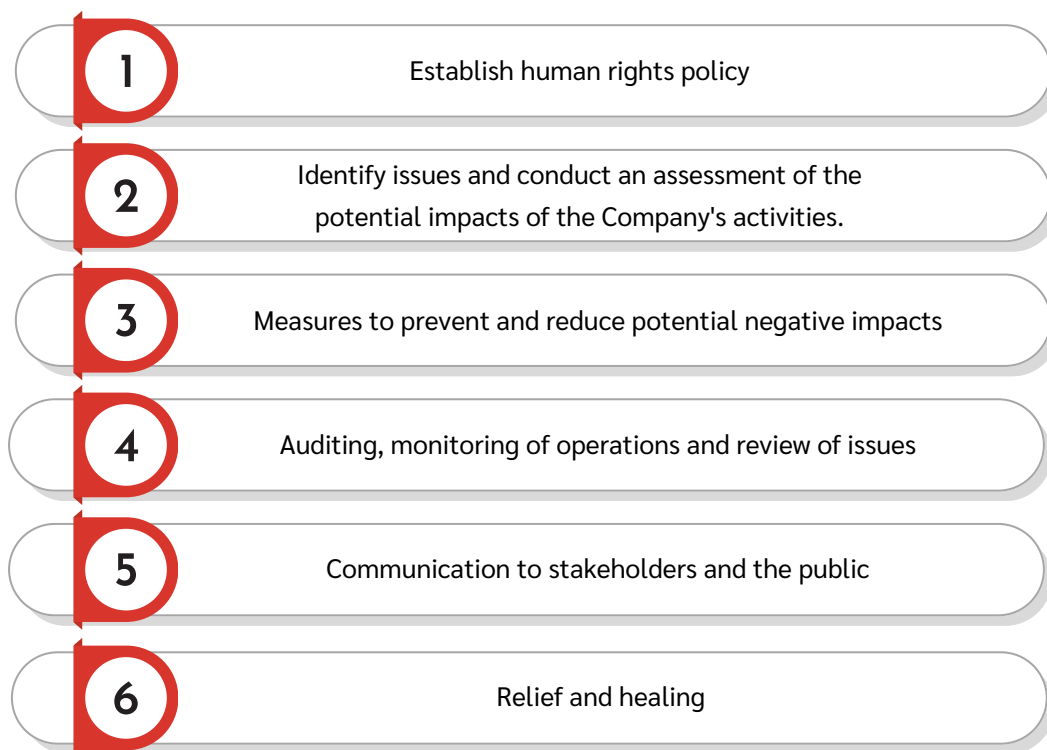 1
Establish human rights policy
2
Identify issues and conduct an assessment of the
potential impacts of the Company's activities.
3
Measures to prevent and reduce potential negative impacts
4
Auditing, monitoring of operations and review of issues
5
Communication to stakeholders and the public
6
Relief and healing